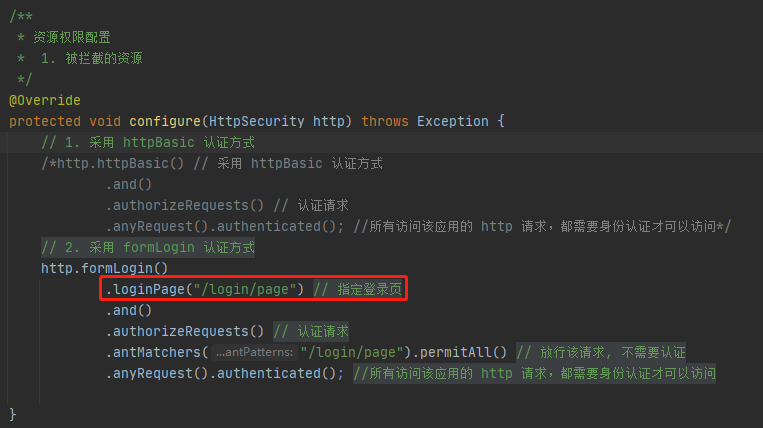 /**
 * 资源权限配置
 *  1. 被拦截的资源
 */
@Override
protected void configure(HttpSecurity http) throws Exception {
// 1. 采用 httpBasic 认证方式
/*http.httpBasic() // 采用 httpBasic 认证方式
.and()
.authorizeRequests() // 认证请求
.anyRequest().authenticated(); //所有访问该应用的 http 请求，都需要身份认证才可以访问*/
// 2. 采用 formLogin 认证方式
http.formLogin()
.loginPage("/login/page") // 指定登录页
.and()
.authorizeRequests() // 认证请求
.antMatchers( ...antPatterns: "/login/page").permitAll() // 放行该请求, 不需要认证
.anyRequest().authenticated(); //所有访问该应用的 http 请求，都需要身份认证才可以访问
}